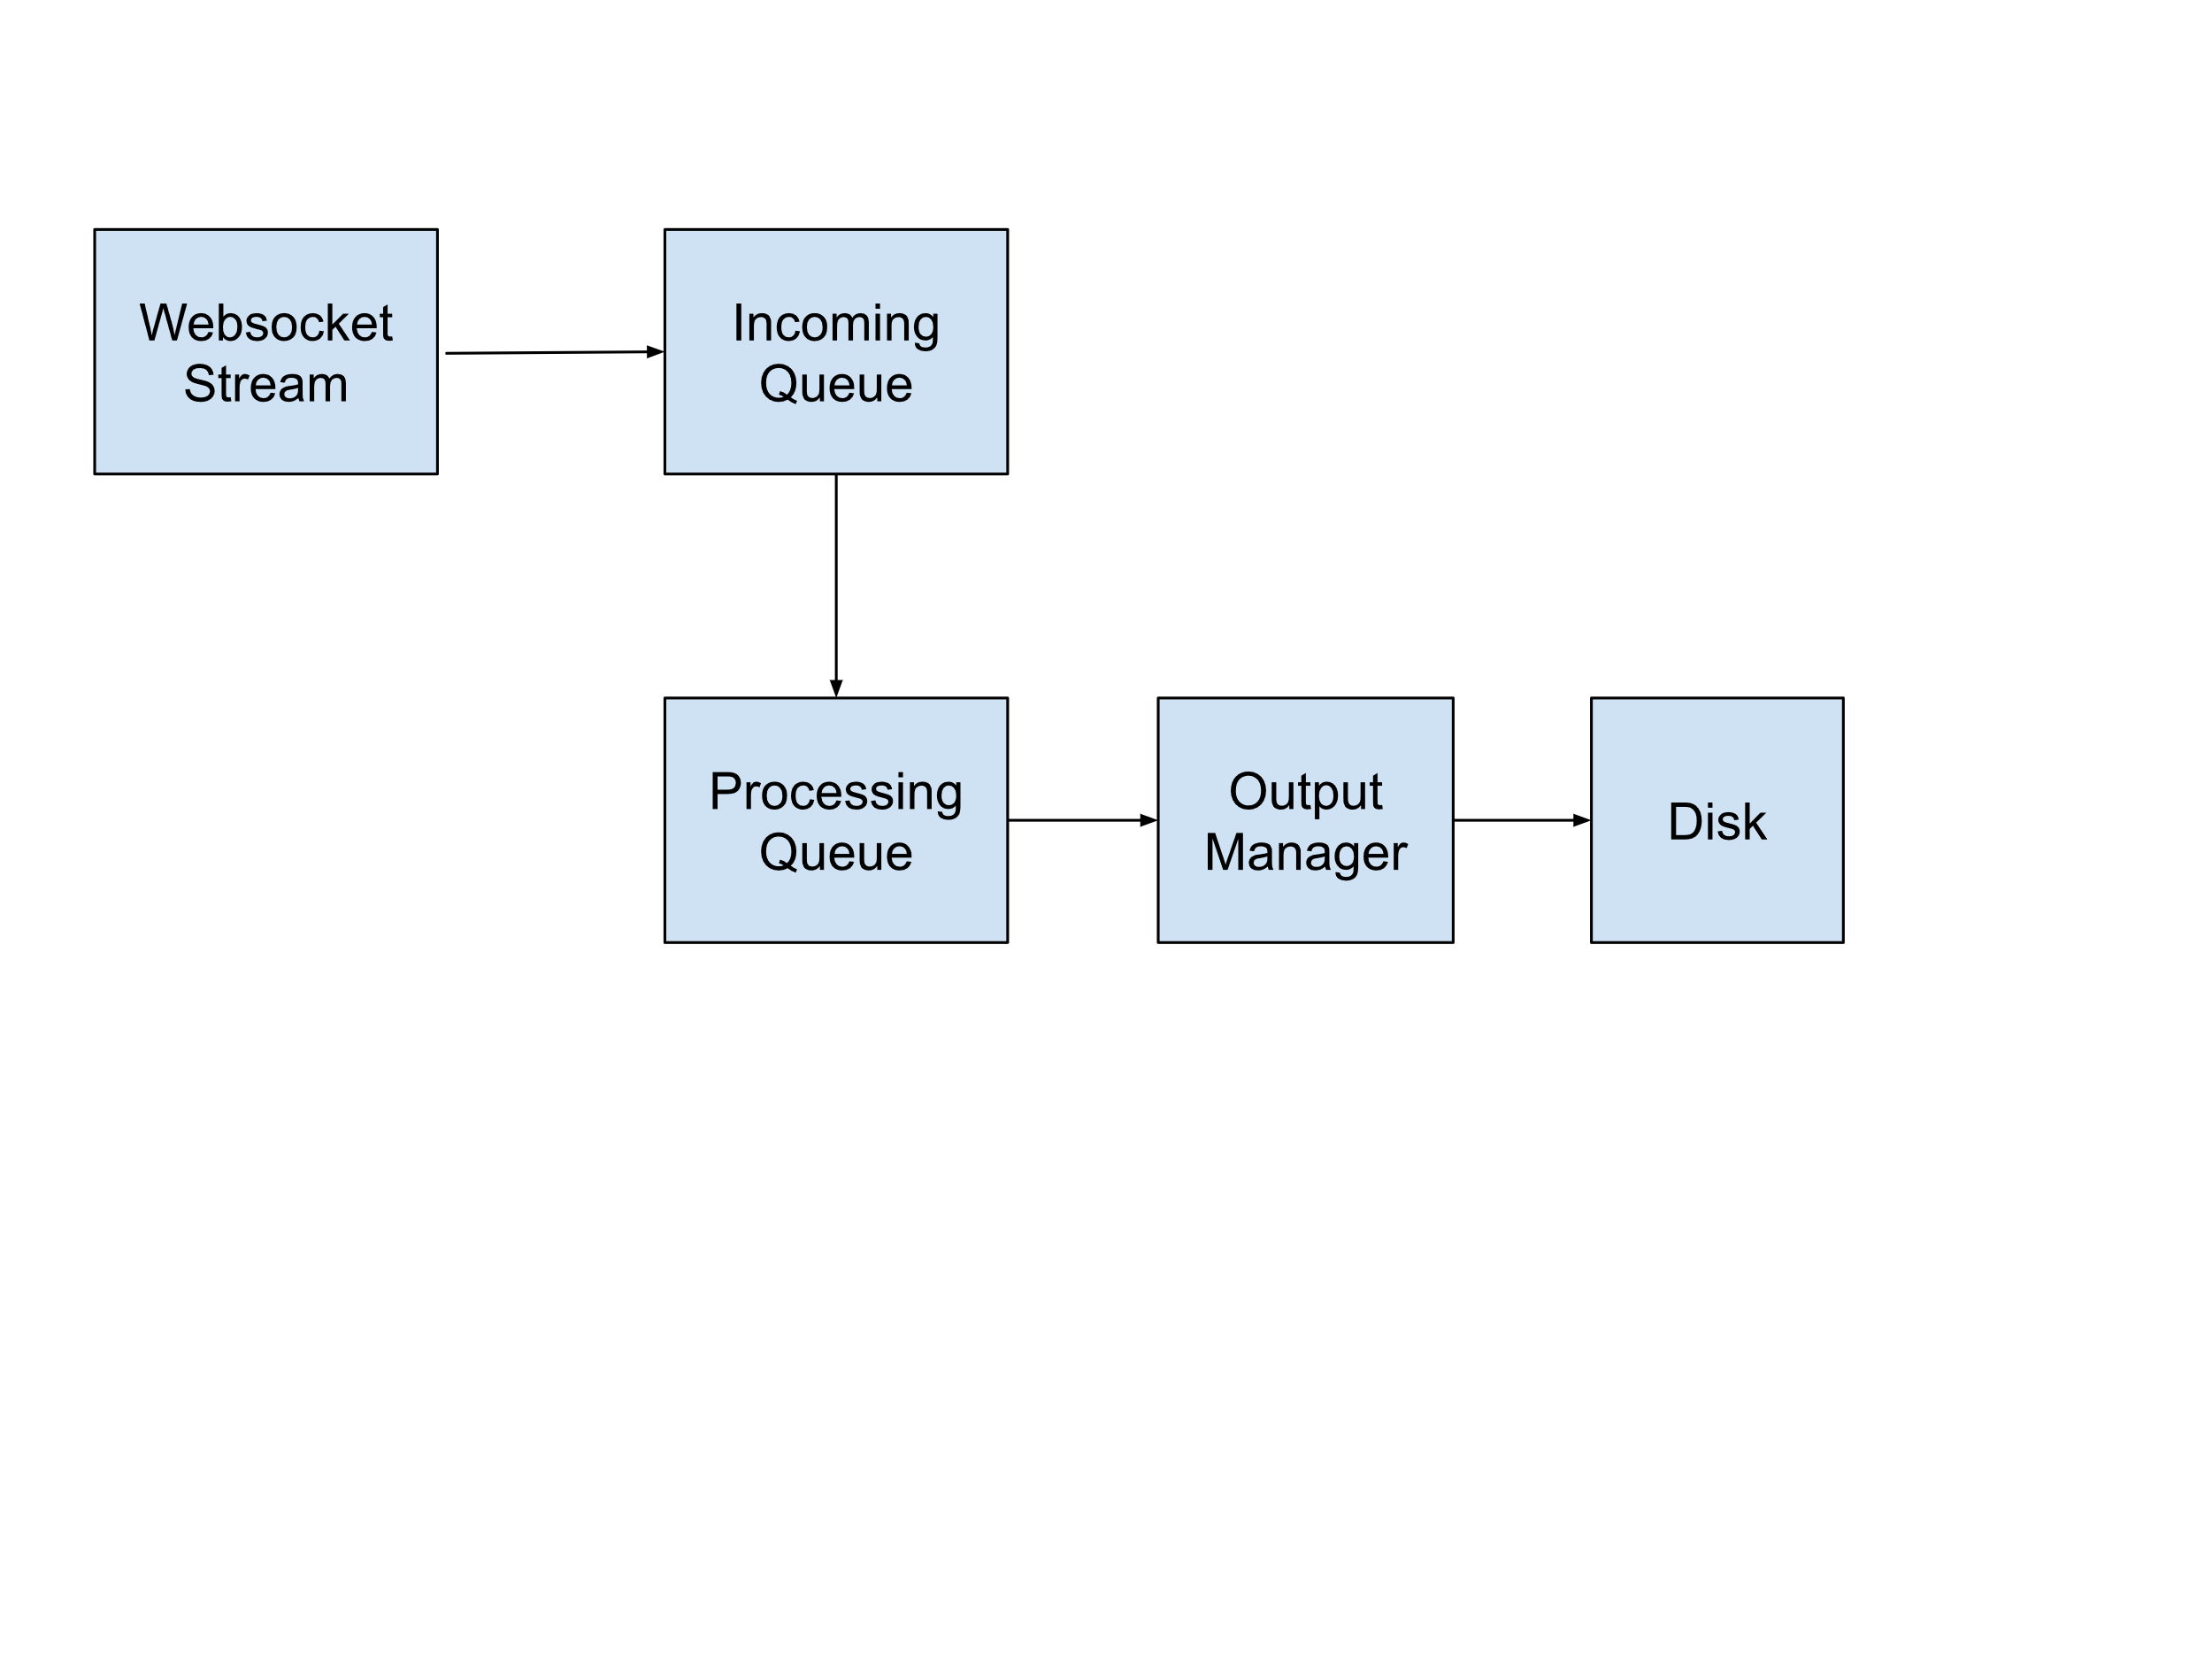 Websocket
Stream
Incoming
Queue
Processing
Queue
Output
Manager
Disk